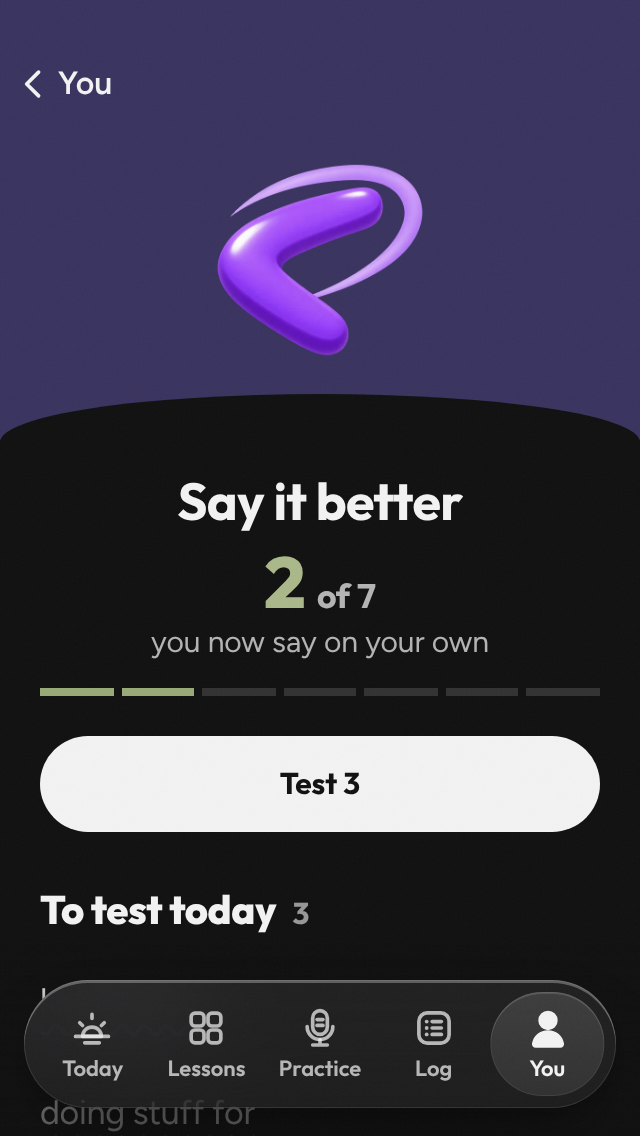 You
Say it better
2 of 7
you now say on your own
Test 3
To test today 3
Today
Lessons
Practice
Log
You
doing stuff for